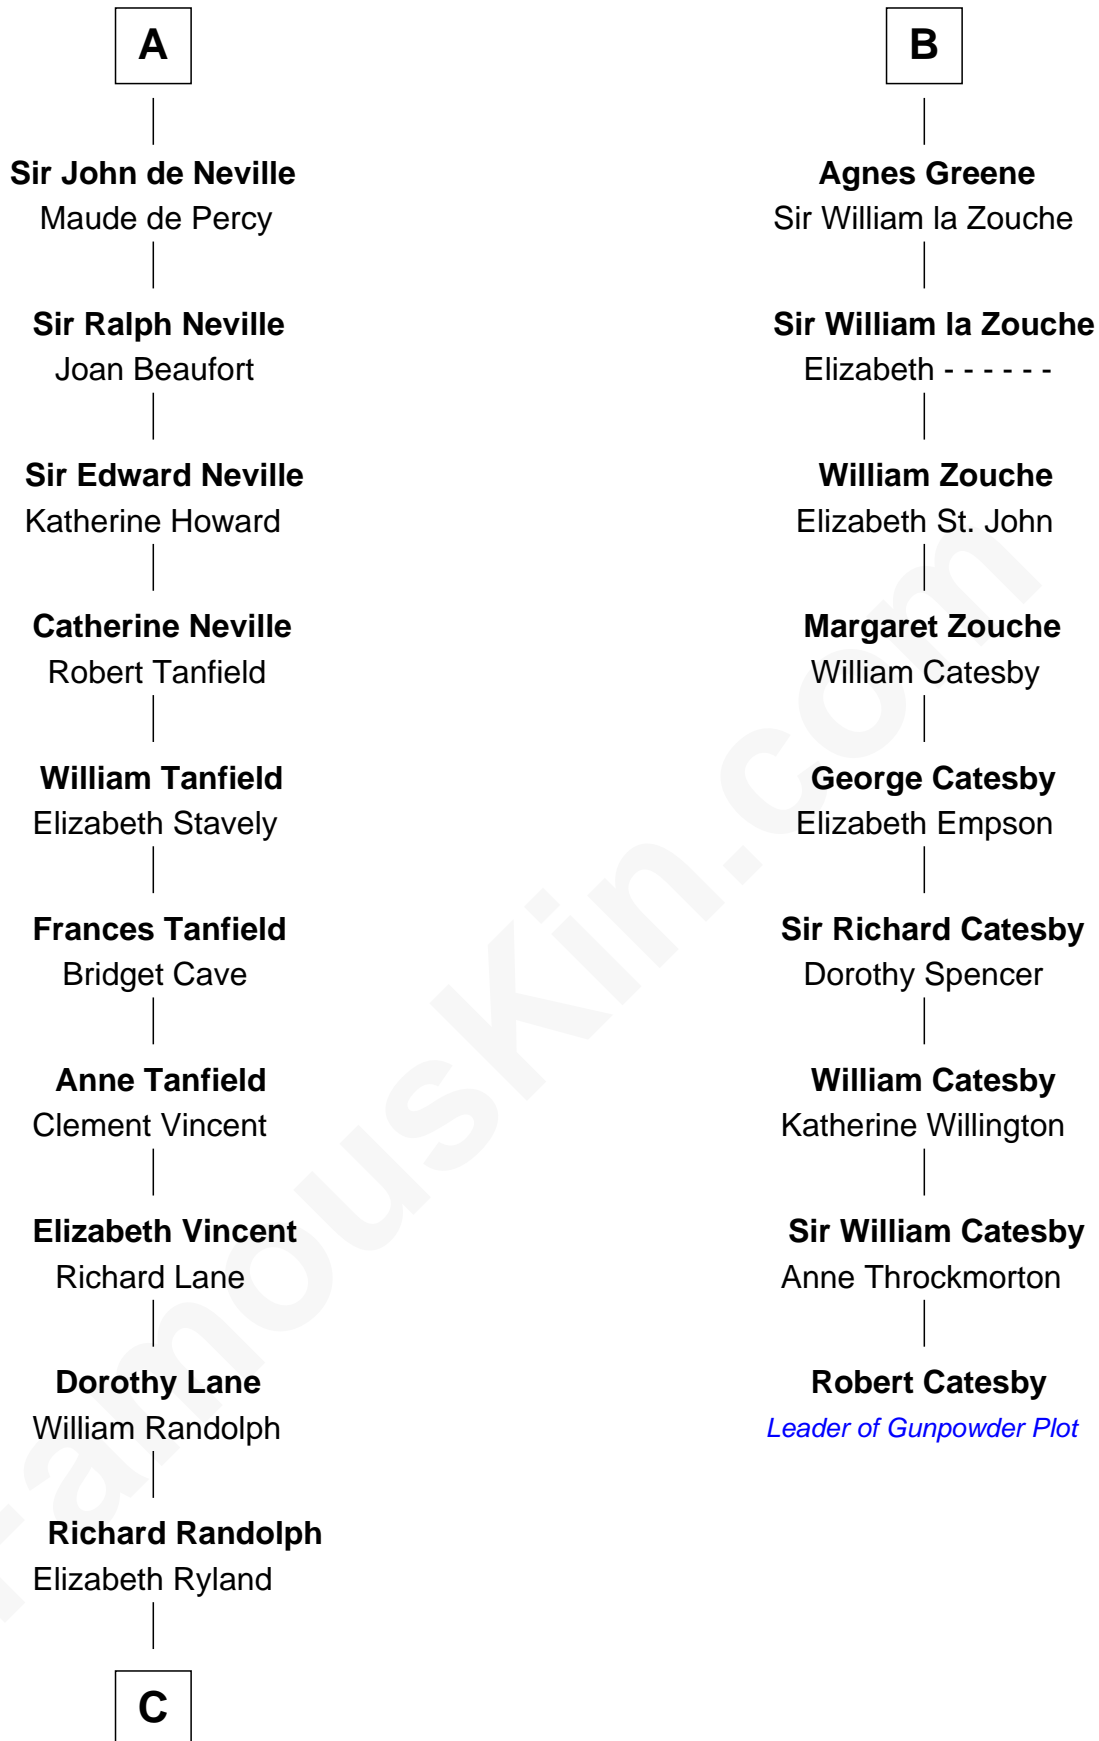 A
Sir John de Neville
Maude de Percy
Sir Ralph Neville
Joan Beaufort
Sir Edward Neville
Katherine Howard
Catherine Neville
Robert Tanfield
William Tanfield
Elizabeth Stavely
Frances Tanfield
Bridget Cave
Anne Tanfield
Clement Vincent
Elizabeth Vincent
Richard Lane
Dorothy Lane
William Randolph
Richard Randolph
Elizabeth Ryland
C
B
Agnes Greene
Sir William la Zouche
Sir William la Zouche
Elizabeth - - - - - -
William Zouche
Elizabeth St. John
Margaret Zouche
William Catesby
George Catesby
Elizabeth Empson
Sir Richard Catesby
Dorothy Spencer
William Catesby
Katherine Willington
Sir William Catesby
Anne Throckmorton
Robert Catesby
Leader of Gunpowder Plot
FamousKin.com